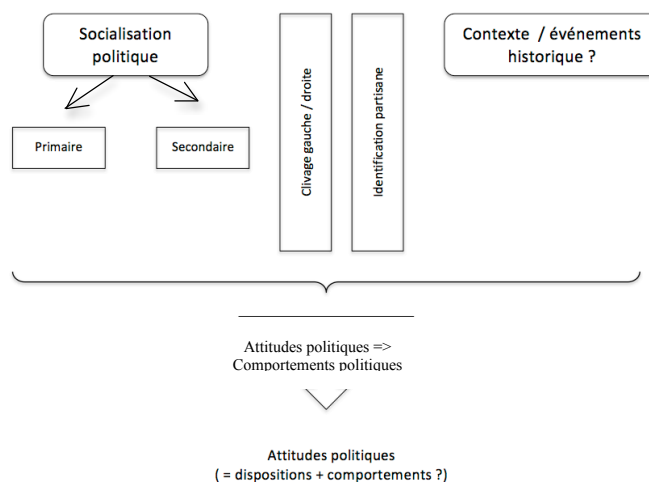 Socialisation
politique
Contexte / événements
historique ?
Primaire
Secondaire
Clivage gauche / droite
Identification partisane
Attitudes politiques =>
Comportements politiques
Attitudes politiques
( = dispositions + comportements ?)